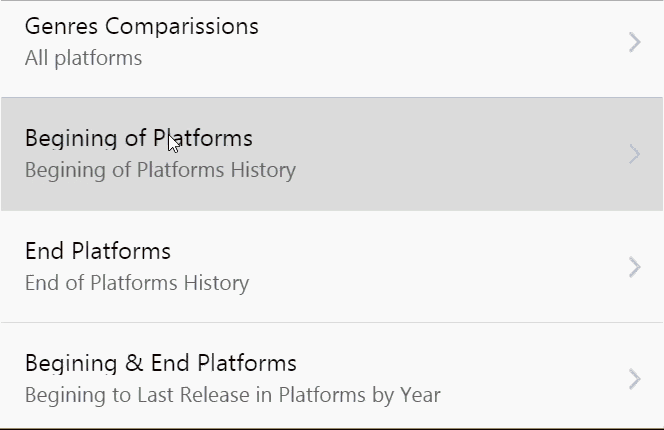 Genres Comparissions
All platforms
Begining of Platforms
Begining of Platforms History
End Platforms
End of Platforms History
Begining & End Platforms
Begining to Last Release in Platforms by Year